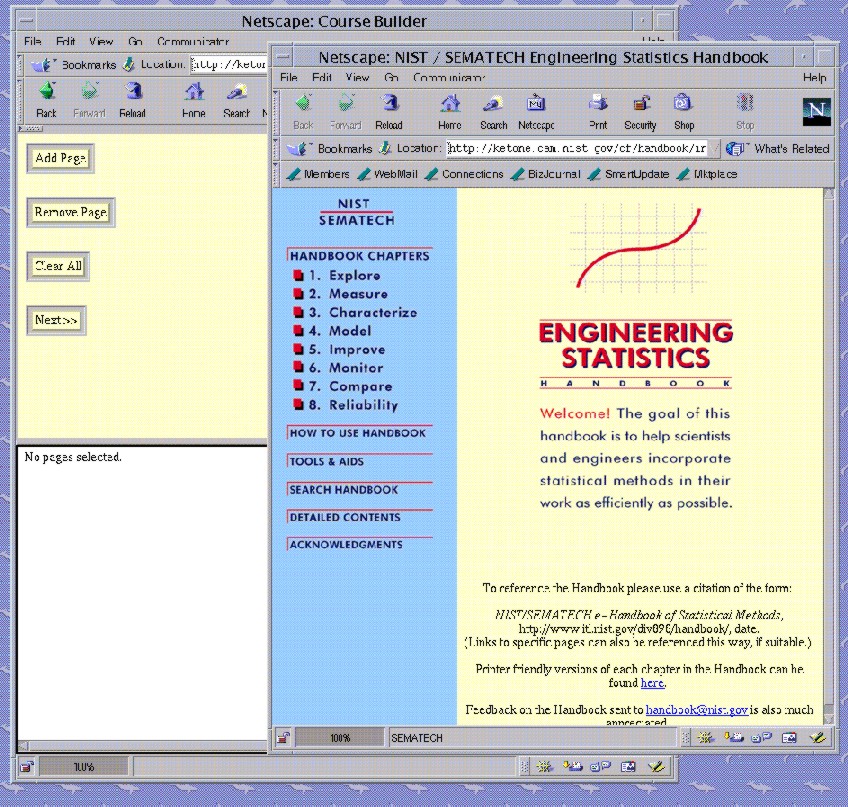 Netscape: Course Builder
File Edit View Go Communicator
Bookmarks Location:
Back Forward Reload Home Search
Add Page
Remove Page
Clear All
Next>>
No pages selected.
100%
Netscape: NIST / SEMATECH Engineering Statistics Handbook
File Edit View Go Communicator Help
Back Forward Reload Home Search Netscape Print Security Shop Stop
N
Bookmarks Location: http://ketone.cam.nist.gov/cf/handbook/ What's Related
Members WebMail Connections BizJournal SmartUpdate Mktplace
NIST
SEMATECH
HANDBOOK CHAPTERS
1. Explore
2. Measure
3. Characterize
4. Model
5. Improve
6. Monitor
7. Compare
8. Reliability
HOW TO USE HANDBOOK
TOOLS & AIDS
SEARCH HANDBOOK
DETAILED CONTENTS
ACKNOWLEDGMENTS
ENGINEERING
STATISTICS
HANDBOOK
Welcome! The goal of this
handbook is to help scientists
and engineers incorporate
statistical methods in their
work as efficiently as possible.
To reference the Handbook please use a citation of the form:
NIST/SEMATECH e-Handbook of Statistical Methods,
http://www.itl.nist.gov/div898/handbook/, date.
(Links to specific pages can also be referenced this way, if suitable.)
Printer friendly versions of each chapter in the Handbook can be
found here.
Feedback on the Handbook sent to handbook@nist.gov is also much
appreciated
100% SEMATECH